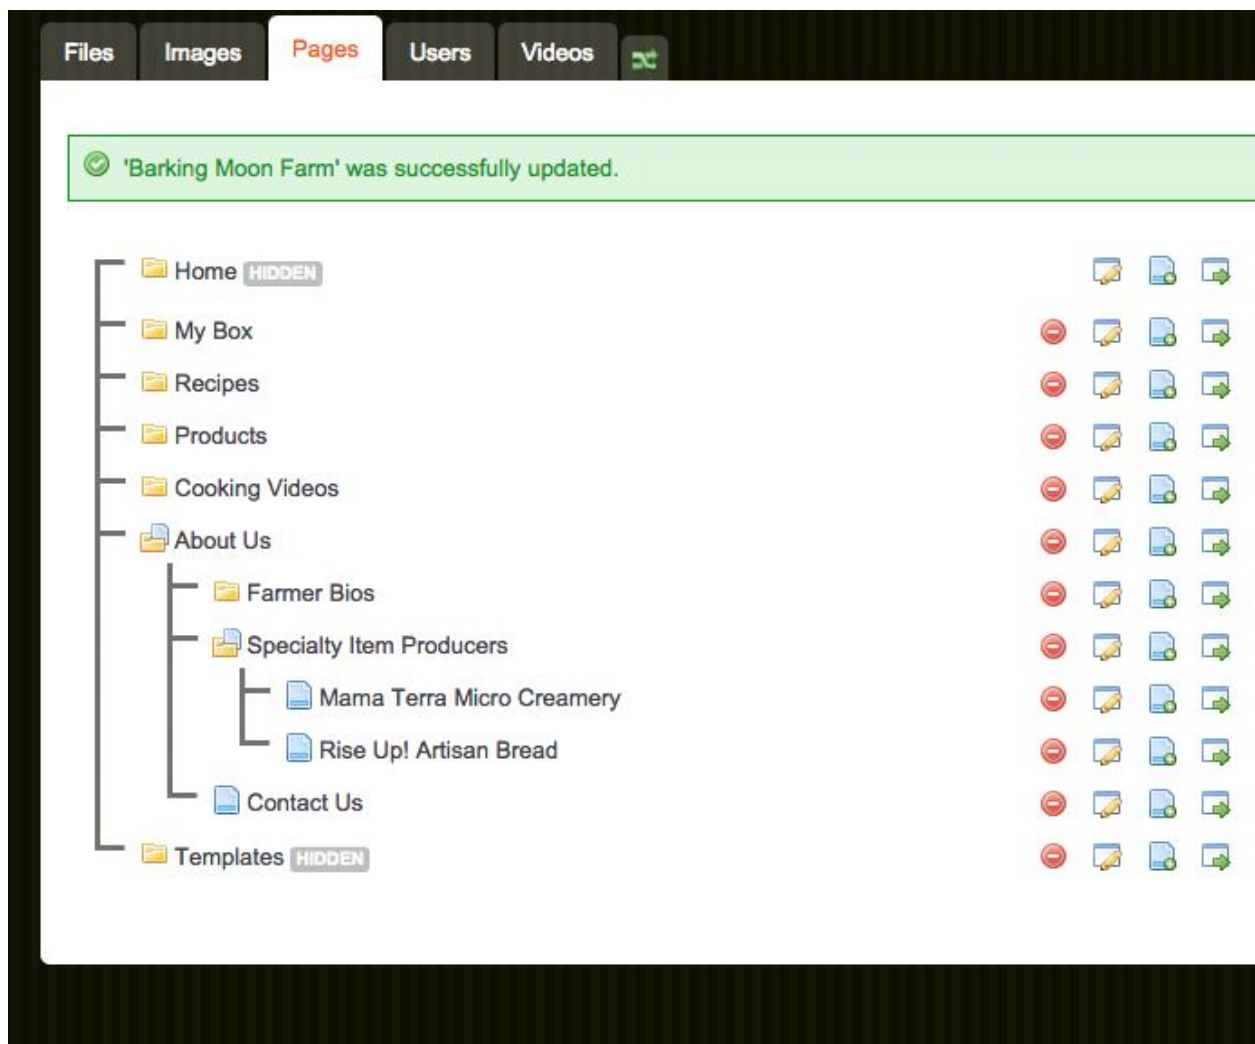 Files Images Pages Users Videos
'Barking Moon Farm' was successfully updated.
Home HIDDEN
My Box
Recipes
Products
Cooking Videos
About Us
Farmer Bios
Specialty Item Producers
Mama Terra Micro Creamery
Rise Up! Artisan Bread
Contact Us
Templates HIDDEN